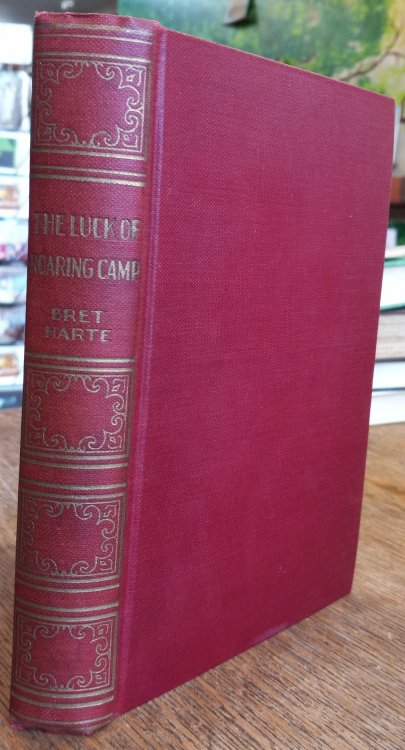 THE LUCK OF
ROARING CAMP
BRET
HARTE